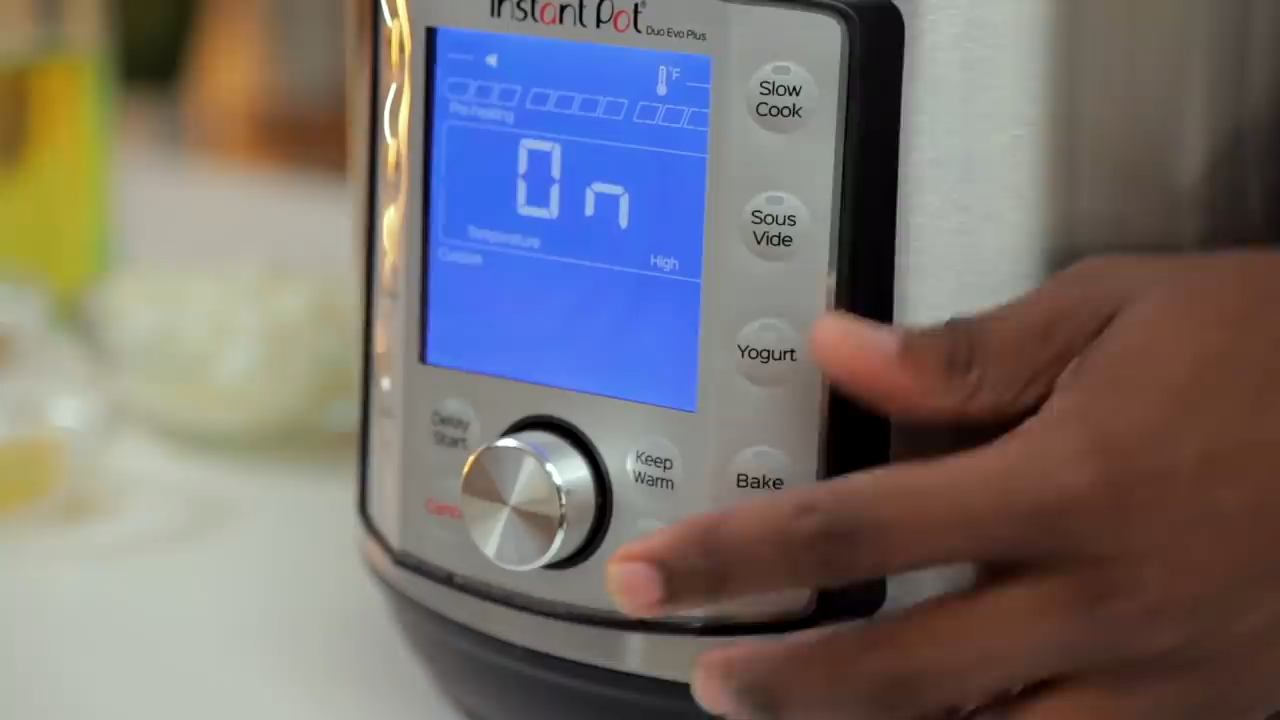 Instant Pot
Duo Evo Plus
°F
Pre-heating
On
Temperature
High
Custom
Slow
Cook
Sous
Vide
Yogurt
Bake
Delay
Start
Keep
Warm